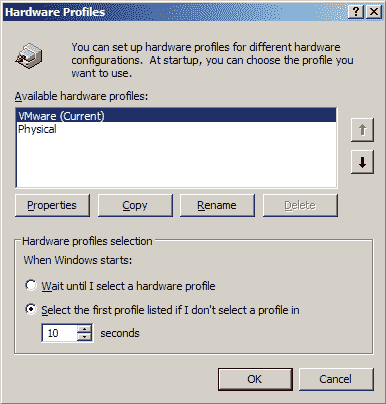 Hardware Profiles
You can set up hardware profiles for different hardware
configurations. At startup, you can choose the profile you
want to use.
Available hardware profiles:
VMware (Current)
Physical
Properties
Copy
Rename
Delete
Hardware profiles selection
When Windows starts:
Wait until I select a hardware profile
Select the first profile listed if I don't select a profile in
10 seconds
OK
Cancel